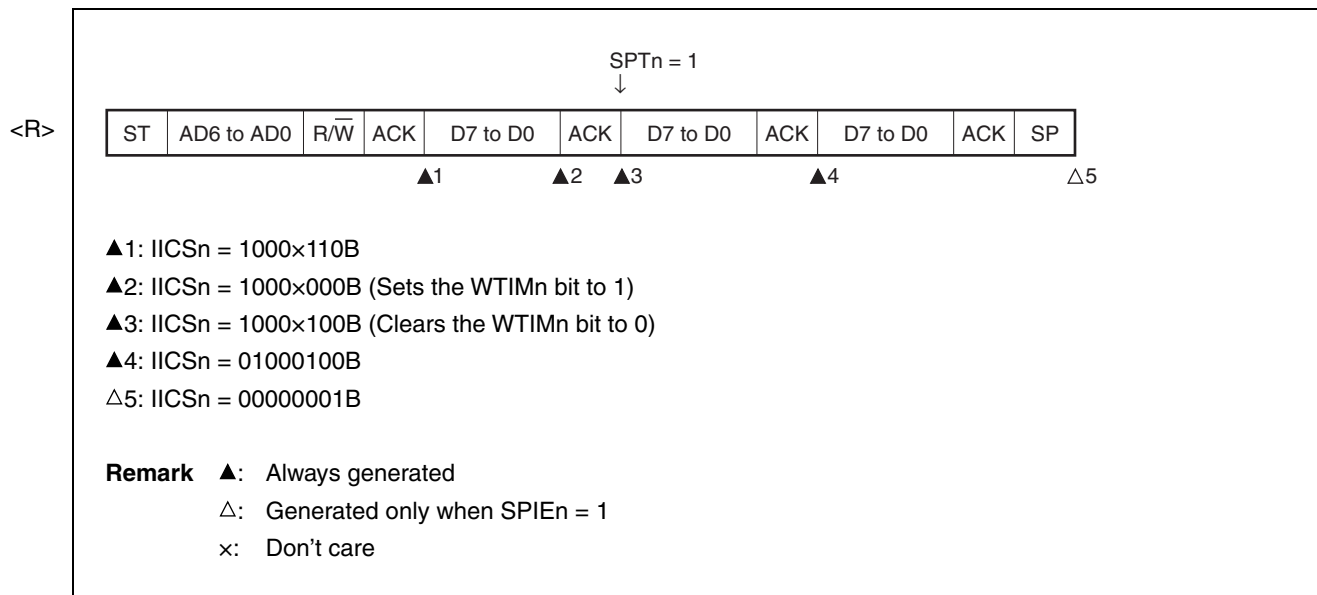 SPTn = 1
↓
<R>
ST AD6 to AD0 R/W̅ ACK D7 to D0 ACK D7 to D0 ACK D7 to D0 ACK SP
▲1 ▲2 ▲3 ▲4 △5
▲1: IICSn = 1000×110B
▲2: IICSn = 1000×000B (Sets the WTIMn bit to 1)
▲3: IICSn = 1000×100B (Clears the WTIMn bit to 0)
▲4: IICSn = 01000100B
△5: IICSn = 00000001B
Remark ▲: Always generated
△: Generated only when SPIEn = 1
×: Don't care